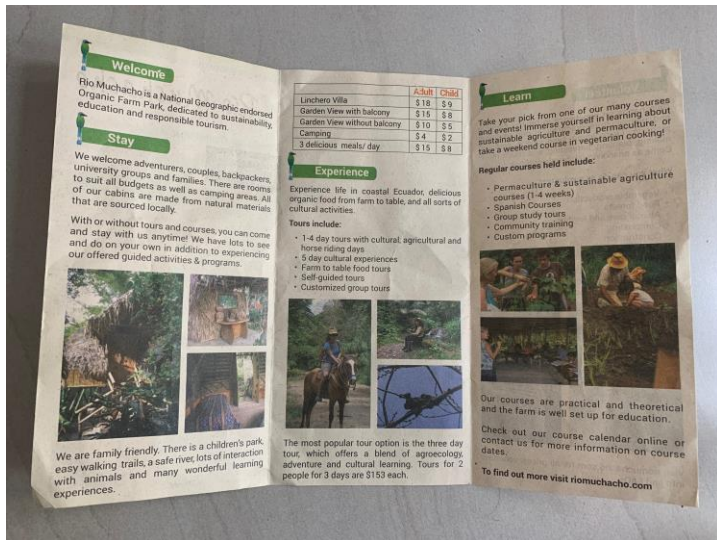 Welcome
Rio Muchacho is a National Geographic endorsed
Organic Farm Park, dedicated to sustainability,
education and responsible tourism.
Stay
We welcome adventurers, couples, backpackers,
university groups and families. There are rooms
to suit all budgets as well as camping areas. All
of our cabins are made from natural materials
that are sourced locally.
With or without tours and courses, you can come
and stay with us anytime! We have lots to see
and do on your own in addition to experiencing
our offered guided activities & programs.
We are family friendly. There is a children's park,
easy walking trails, a safe river, lots of interaction
with animals and many wonderful learning
experiences.
Adult Child
Linchero Villa $18 $9
Garden View with balcony $15 $8
Garden View without balcony $10 $5
Camping $4 $2
3 delicious meals/ day $15 $8
Experience
Experience life in coastal Ecuador, delicious
organic food from farm to table, and all sorts of
cultural activities.
Tours include:
• 1-4 day tours with cultural, agricultural and
horse riding days
• 5 day cultural experiences
• Farm to table food tours
• Self-guided tours
• Customized group tours
The most popular tour option is the three day
tour, which offers a blend of agroecology,
adventure and cultural learning. Tours for 2
people for 3 days are $153 each.
Learn
Take your pick from one of our many courses
and events! Immerse yourself in learning about
sustainable agriculture and permaculture, or
take a weekend course in vegetarian cooking!
Regular courses held include:
• Permaculture & sustainable agriculture
courses (1-4 weeks)
• Spanish Courses
• Group study tours
• Community training
• Custom programs
Our courses are practical and theoretical
and the farm is well set up for education.
Check out our course calendar online or
contact us for more information on course
dates.
To find out more visit riomuchacho.com